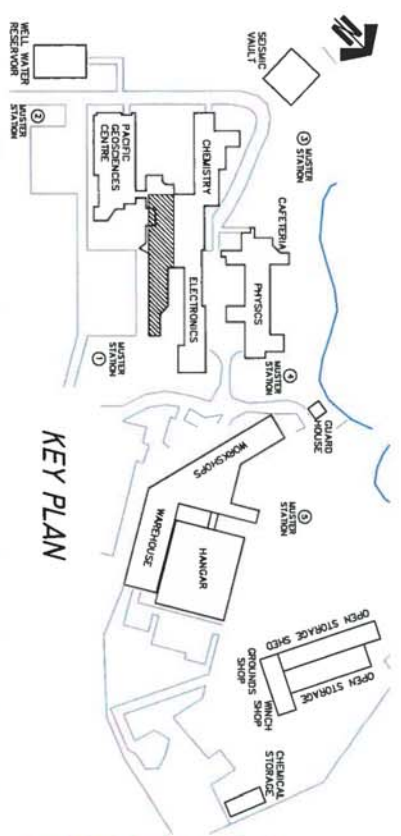 N
SEISMIC
VAULT
WELL WATER
RESERVOIR
MUSTER
STATION
2
3
MUSTER
STATION
PACIFIC
GEOSCIENCES
CENTRE
CHEMISTRY
CAFETERIA
PHYSICS
ELECTRONICS
MUSTER
STATION
1
MUSTER
STATION
4
GUARD
HOUSE
KEY PLAN
WORKSHOPS
WAREHOUSE
HANGAR
MUSTER
STATION
5
OPEN STORAGE SHED
OPEN STORAGE
WINCH
SHOP
GROUNDS
SHOP
CHEMICAL
STORAGE